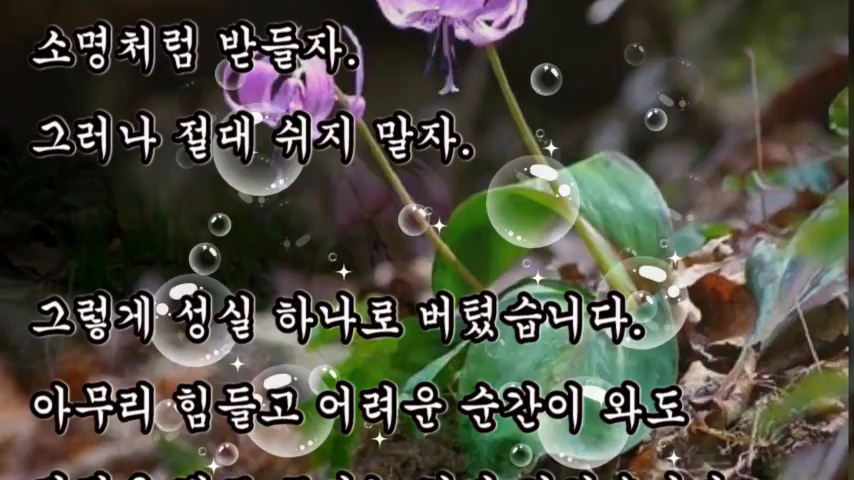 소명처럼 받들자.
그러나 절대 쉬지 말자.
그렇게 성실 하나로 버텼습니다.
아무리 힘들고 어려운 순간이 와도